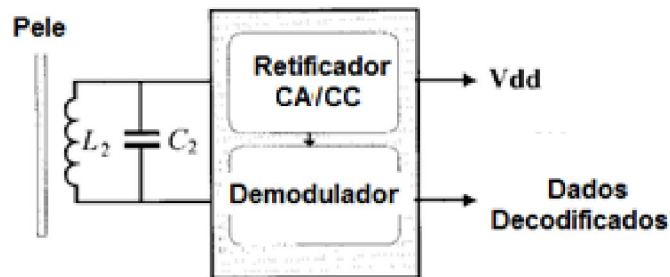 Pele
Retificador
CA/CC
Vdd
L2
C2
Demodulador
Dados
Decodificados